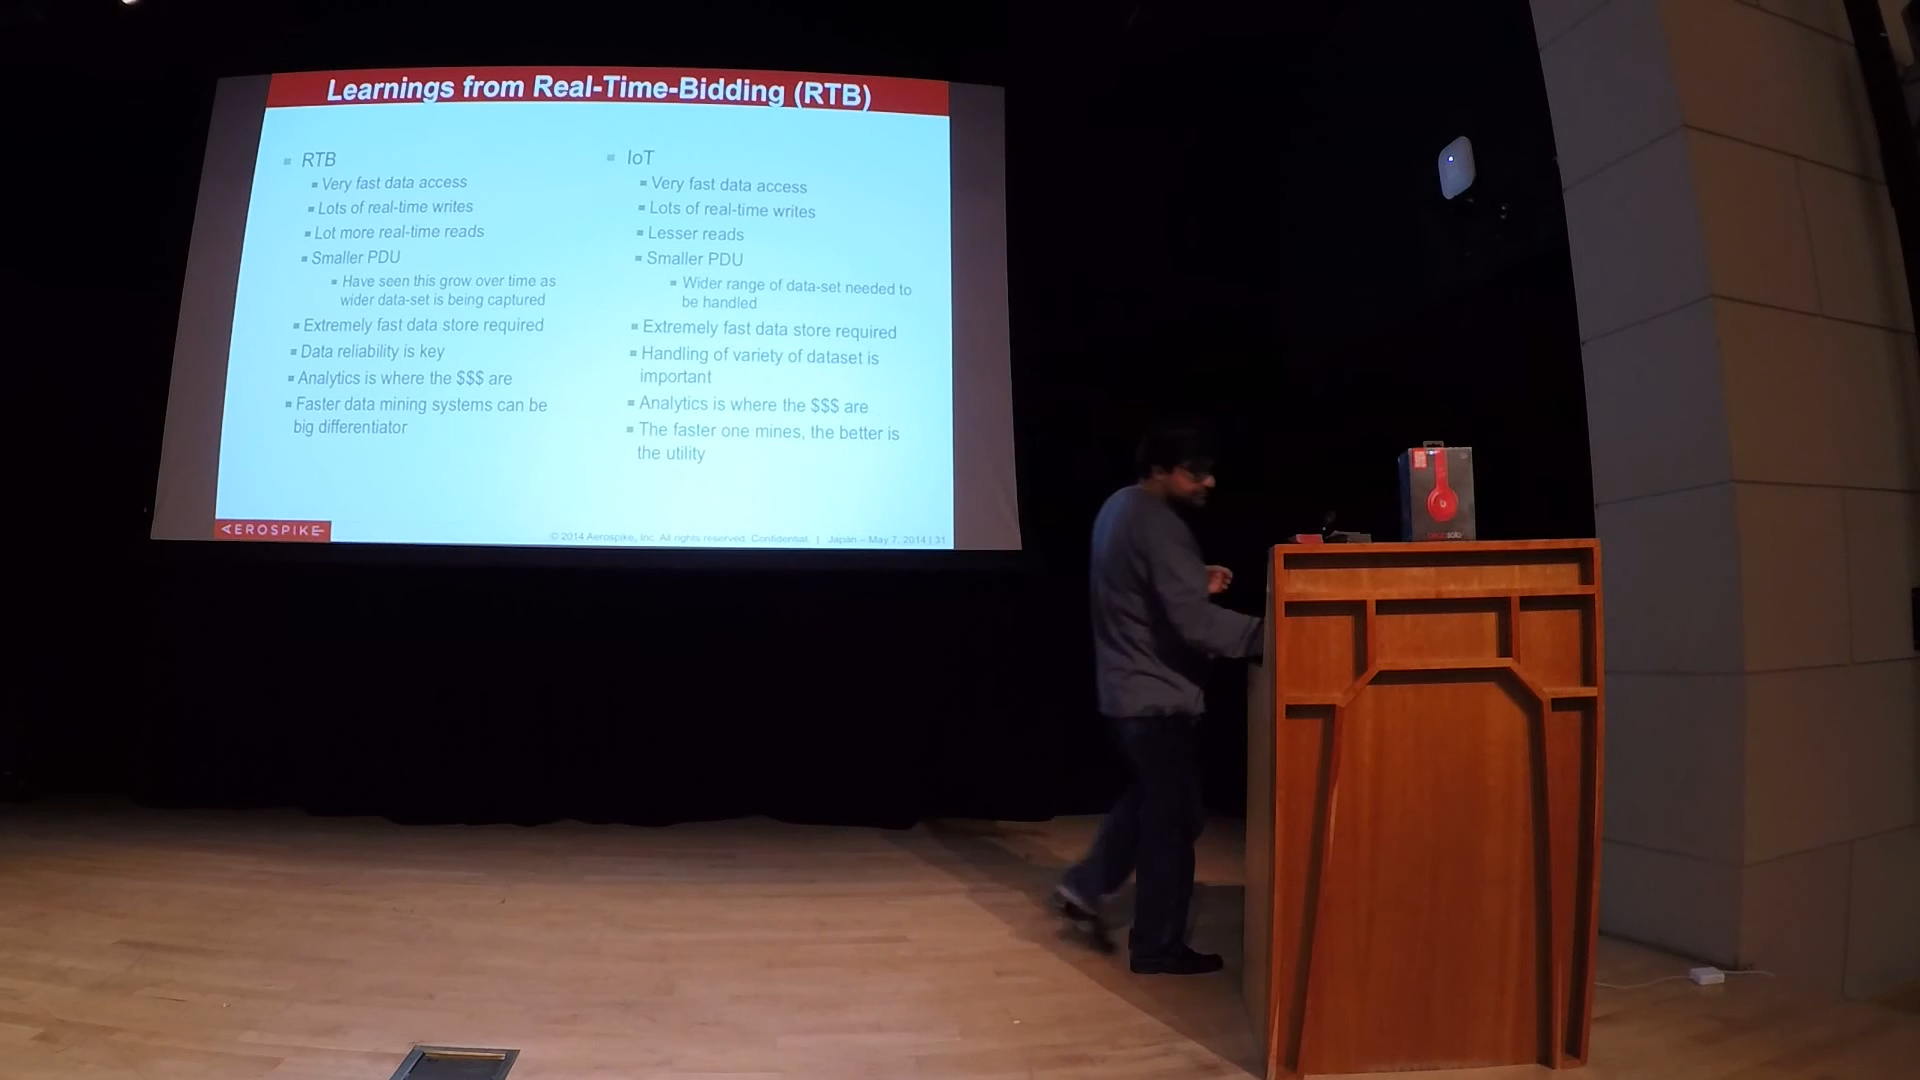 Learnings from Real-Time-Bidding (RTB)
RTB
Very fast data access
Lots of real-time writes
Lot more real-time reads
Smaller PDU
Have seen this grow over time as
wider data-set is being captured
Extremely fast data store required
Data reliability is key
Analytics is where the $$$ are
Faster data mining systems can be
big differentiator
IoT
Very fast data access
Lots of real-time writes
Lesser reads
Smaller PDU
Wider range of data-set needed to
be handled
Extremely fast data store required
Handling of variety of dataset is
important
Analytics is where the $$$ are
The faster one mines, the better is
the utility
AEROSPIKE
© 2014 Aerospike, Inc. All rights reserved. Confidential. | Japan – May 7, 2014 | 31
solo